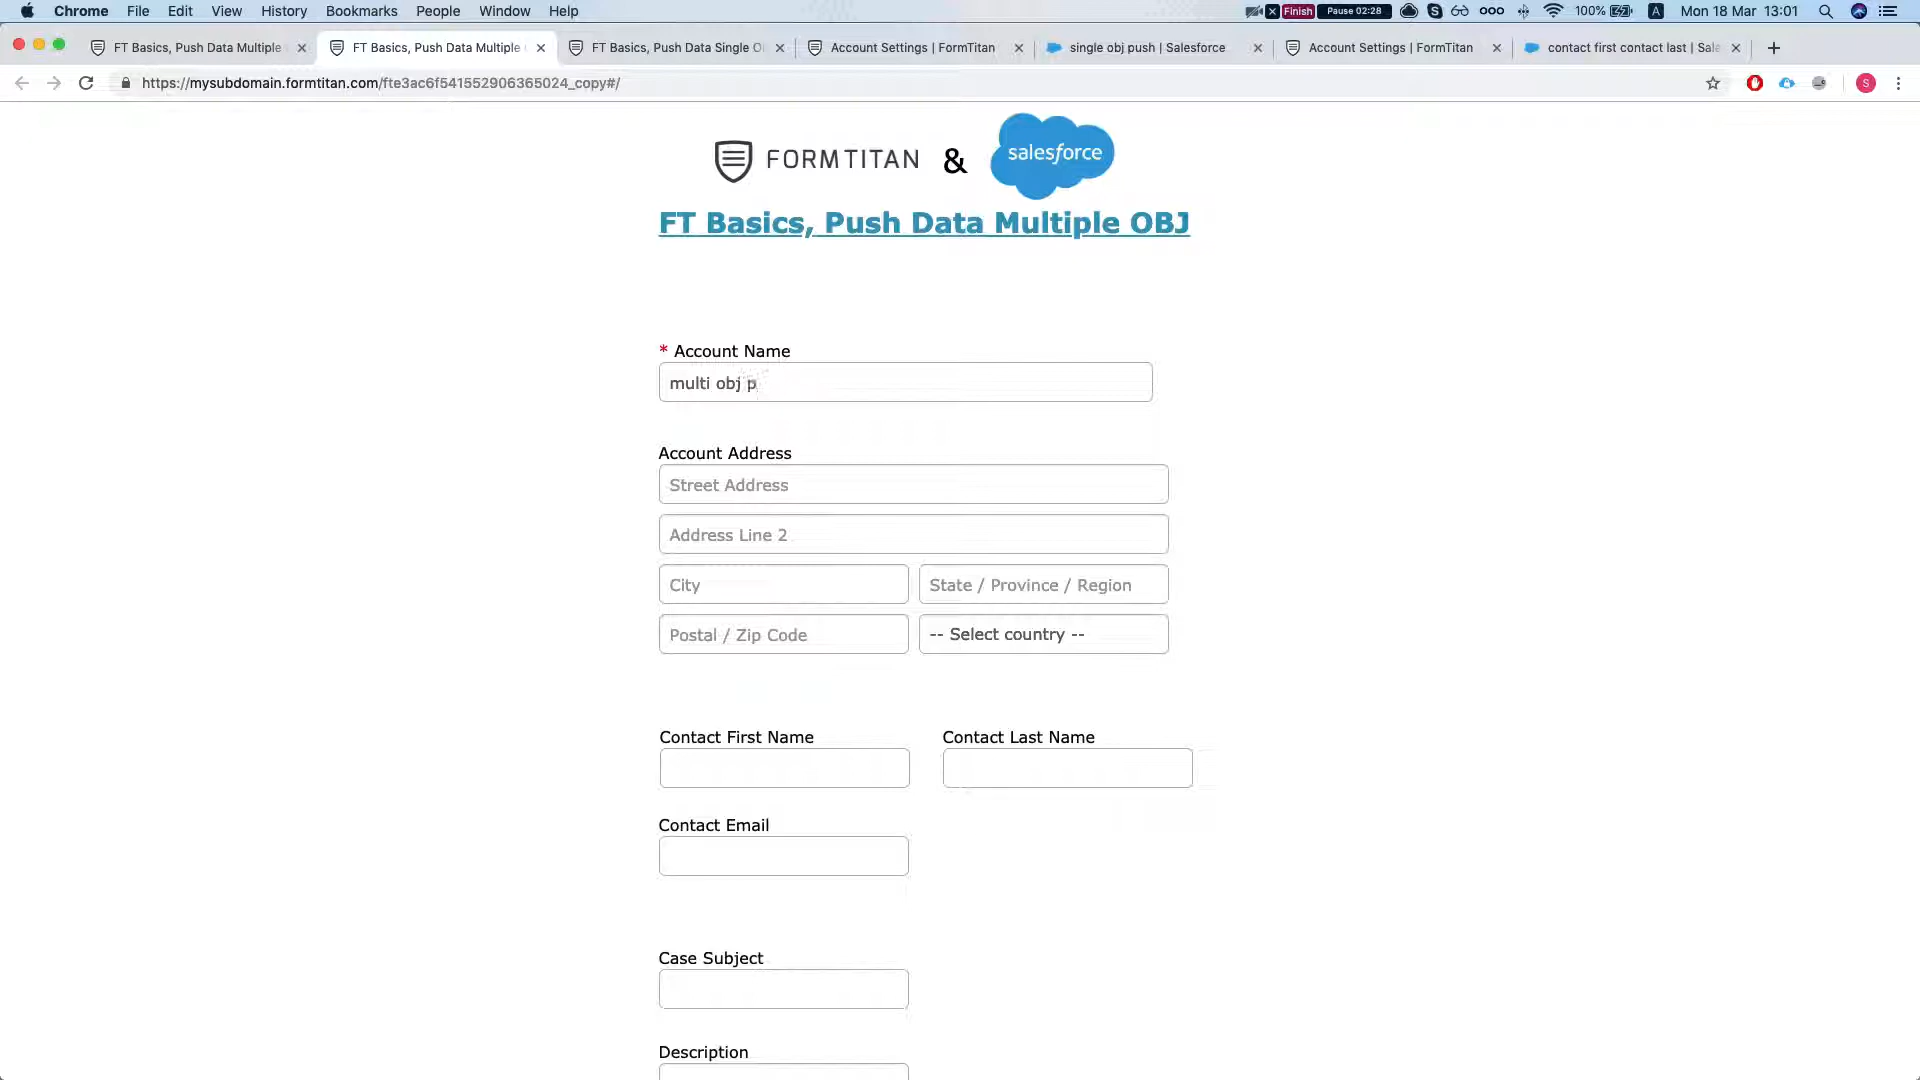 Chrome File Edit View History Bookmarks People Window Help Finish Pause 02:28 100% A Mon 18 Mar 13:01
FT Basics, Push Data Multiple FT Basics, Push Data Multiple FT Basics, Push Data Single O Account Settings | FormTitan single obj push | Salesforce Account Settings | FormTitan contact first contact last | Sale
https://mysubdomain.formtitan.com/fte3ac6f541552906365024_copy#/ S
FORMTITAN & salesforce
FT Basics, Push Data Multiple OBJ
* Account Name
multi obj p
Account Address
Street Address
Address Line 2
City State / Province / Region
Postal / Zip Code -- Select country --
Contact First Name Contact Last Name
Contact Email
Case Subject
Description